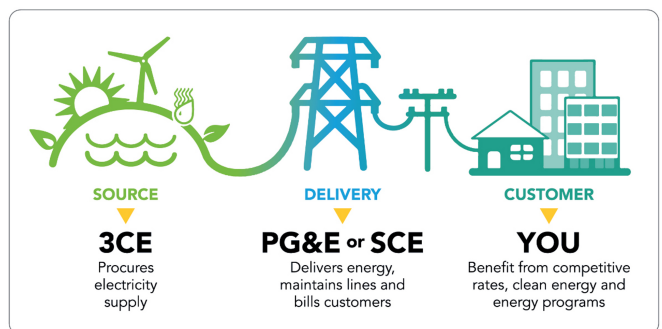 SOURCE
3CE
Procures
electricity
supply
DELIVERY
PG&E or SCE
Delivers energy,
maintains lines and
bills customers
CUSTOMER
YOU
Benefit from competitive
rates, clean energy and
energy programs